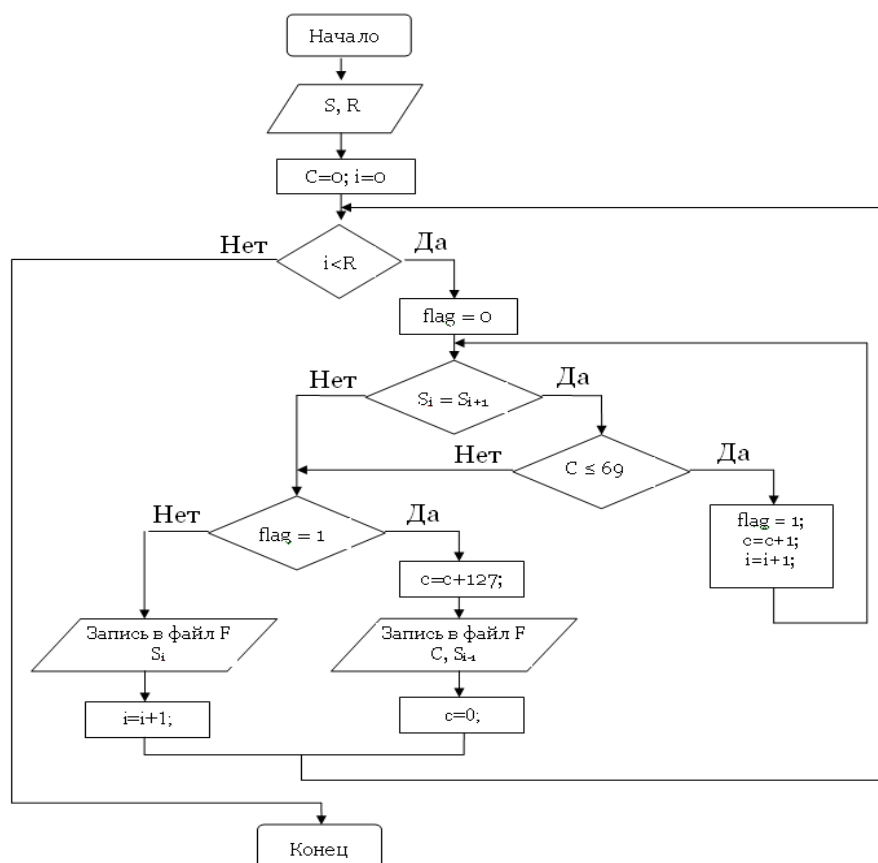 Начало
S, R
C=0; i=0
Нет
Да
i<R
flag = 0
Нет
Да
Si = Si+1
Нет
Да
C ≤ 69
Нет
Да
flag = 1
flag = 1;
c=c+1;
i=i+1;
c=c+127;
Запись в файл F
Si
Запись в файл F
C, Si-1
i=i+1;
c=0;
Конец